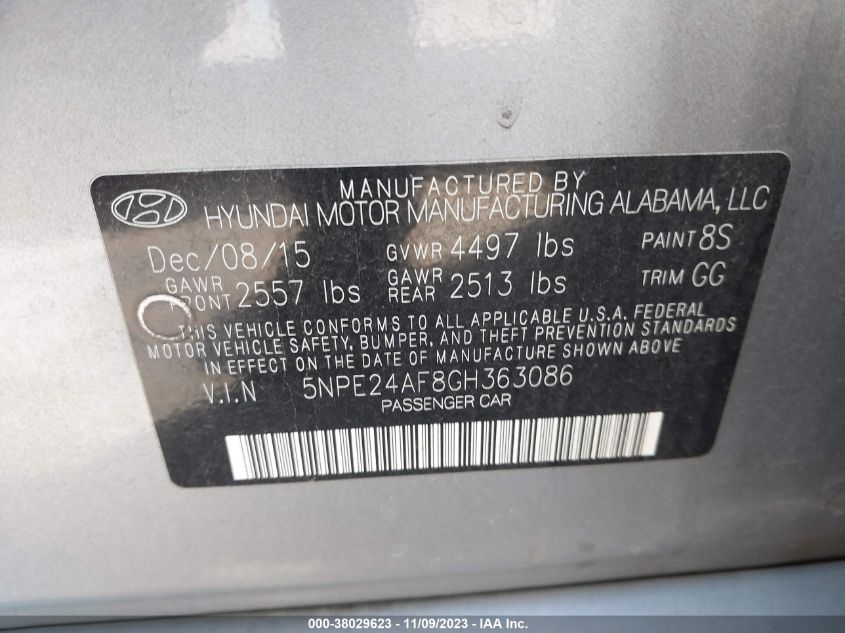 MANUFACTURED BY
HYUNDAI MOTOR MANUFACTURING ALABAMA, LLC
Dec/08/15 GVWR 4497 lbs PAINT 8S
GAWR FRONT 2557 lbs GAWR REAR 2513 lbs TRIM GG
THIS VEHICLE CONFORMS TO ALL APPLICABLE U.S.A. FEDERAL
MOTOR VEHICLE SAFETY, BUMPER, AND THEFT PREVENTION STANDARDS
IN EFFECT ON THE DATE OF MANUFACTURE SHOWN ABOVE
V.I.N 5NPE24AF8GH363086
PASSENGER CAR
000-38029623 - 11/09/2023 - IAA Inc.